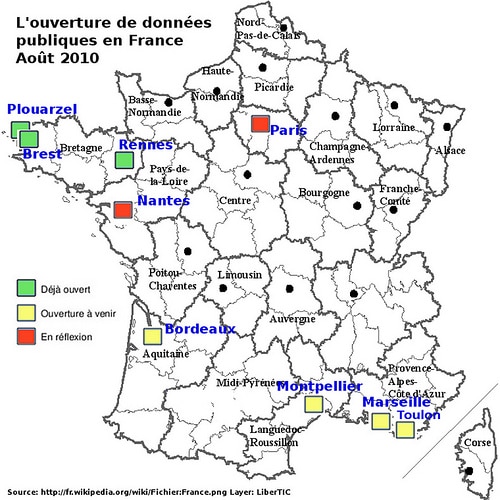 L'ouverture de données
publiques en France
Août 2010
Nord-
Pas-de-Calais
Haute-
Normandie
Picardie
Basse-
Normandie
Plouarzel
Brest
Bretagne
Rennes
Paris
Champagne
Ardennes
Lorraine
Alsace
Pays-de
la-Loire
Nantes
Centre
Bourgogne
Franche-
Comté
Poitou-
Charentes
Limousin
Auvergne
Déjà ouvert
Ouverture à venir
En réflexion
Bordeaux
Aquitaine
Midi-Pyrénées
Montpellier
Provence
Alpes-
Côte d'Azur
Marseille
Toulon
Languedoc-
Roussillon
Corse
Source: http://fr.wikipedia.org/wiki/Fichier:France.png Layer: LiberTIC